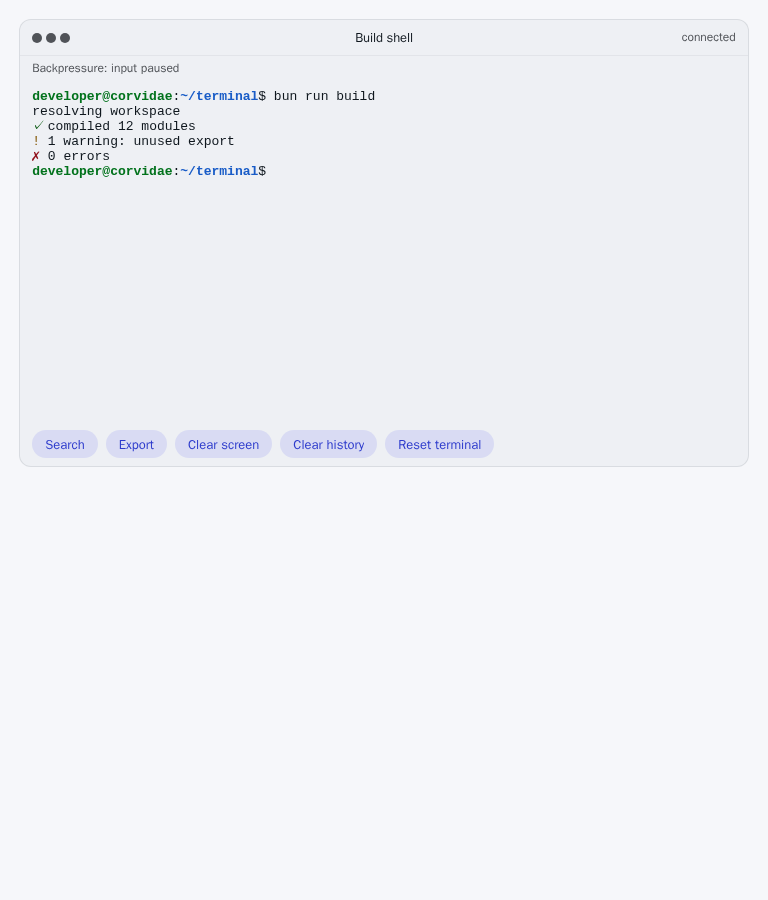 Build shell
connected
Backpressure: input paused
developer@corvidae:~/terminal$ bun run build
resolving workspace
✓ compiled 12 modules
! 1 warning: unused export
✗ 0 errors
developer@corvidae:~/terminal$
Search
Export
Clear screen
Clear history
Reset terminal